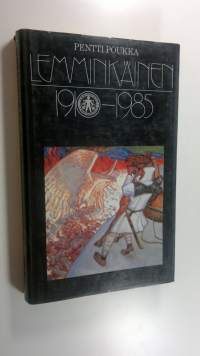 PENTTI POUKKA
LEMMINKÄINEN
1910–1985